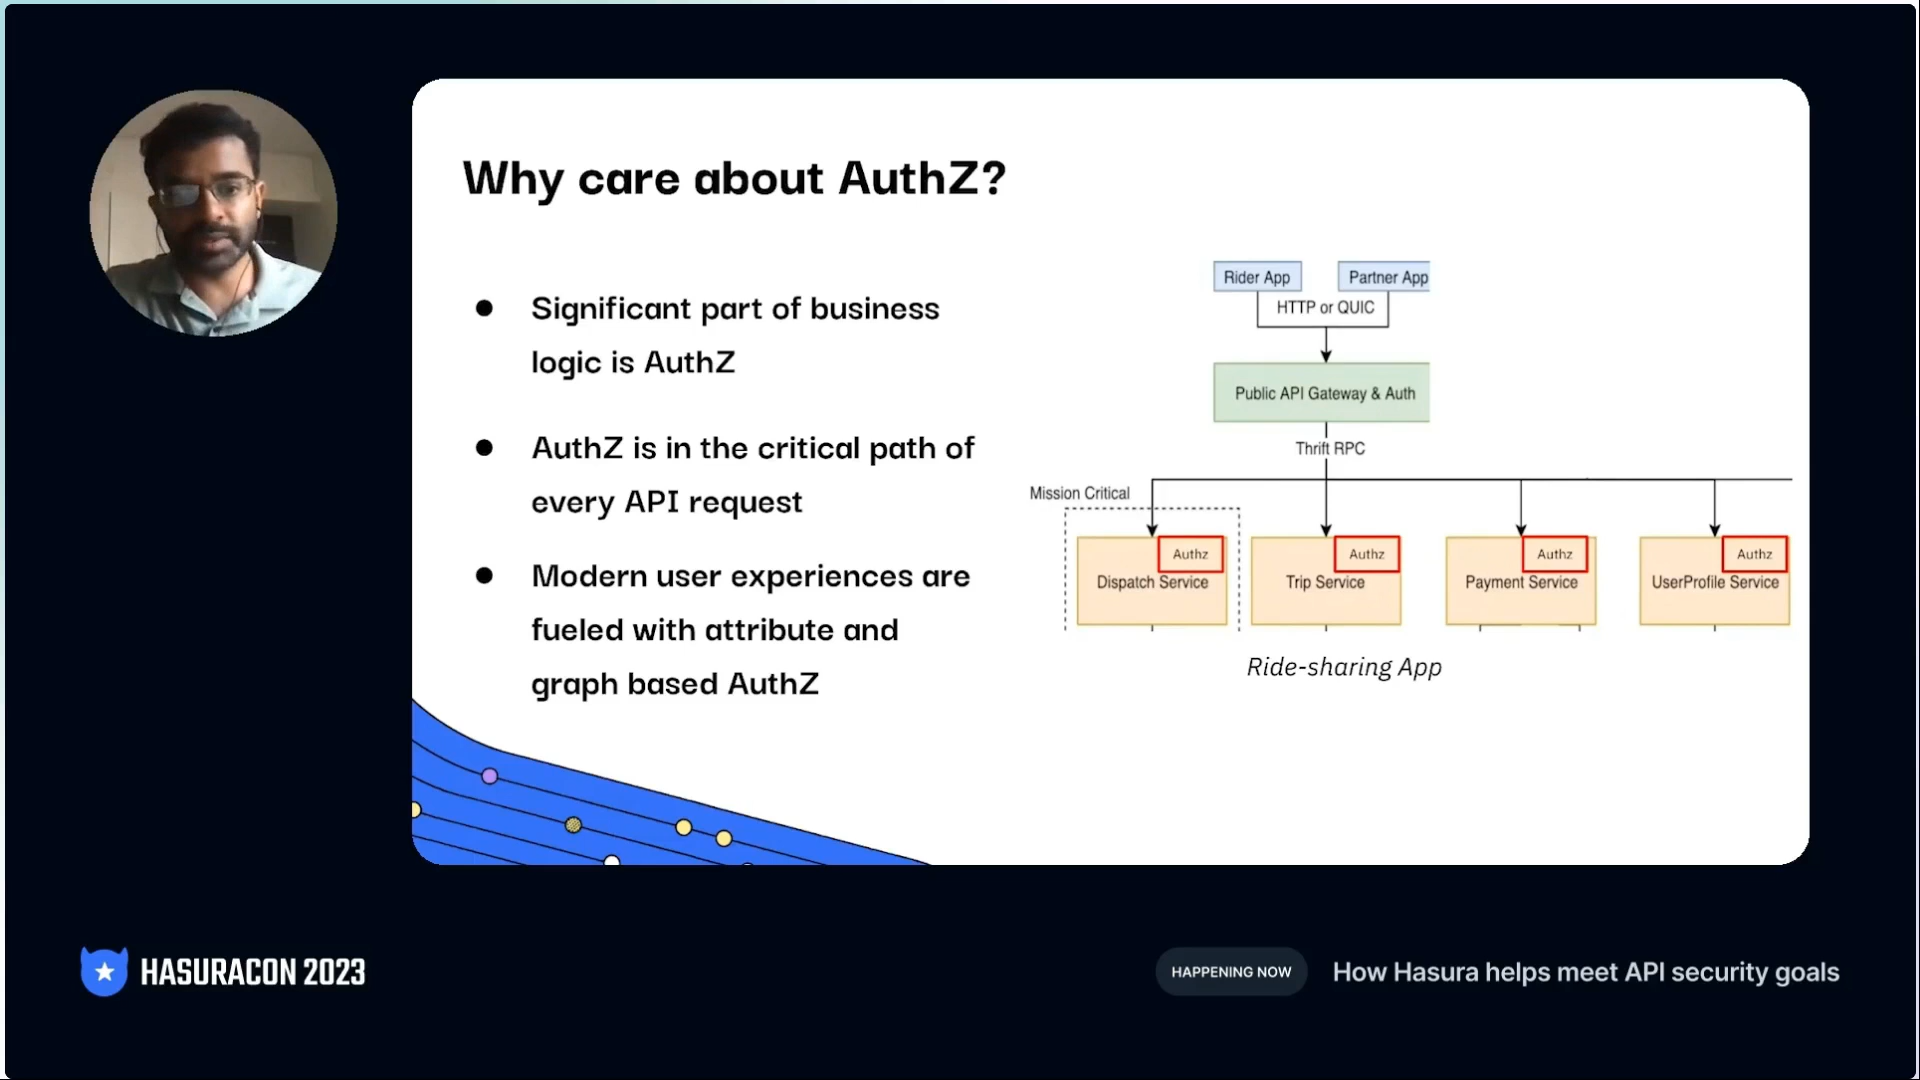 Why care about AuthZ?
● Significant part of business
logic is AuthZ
● AuthZ is in the critical path of
every API request
● Modern user experiences are
fueled with attribute and
graph based AuthZ
Rider App
Partner App
HTTP or QUIC
Public API Gateway & Auth
Thrift RPC
Mission Critical
Authz
Dispatch Service
Authz
Trip Service
Authz
Payment Service
Authz
UserProfile Service
Ride-sharing App
HASURACON 2023
HAPPENING NOW
How Hasura helps meet API security goals